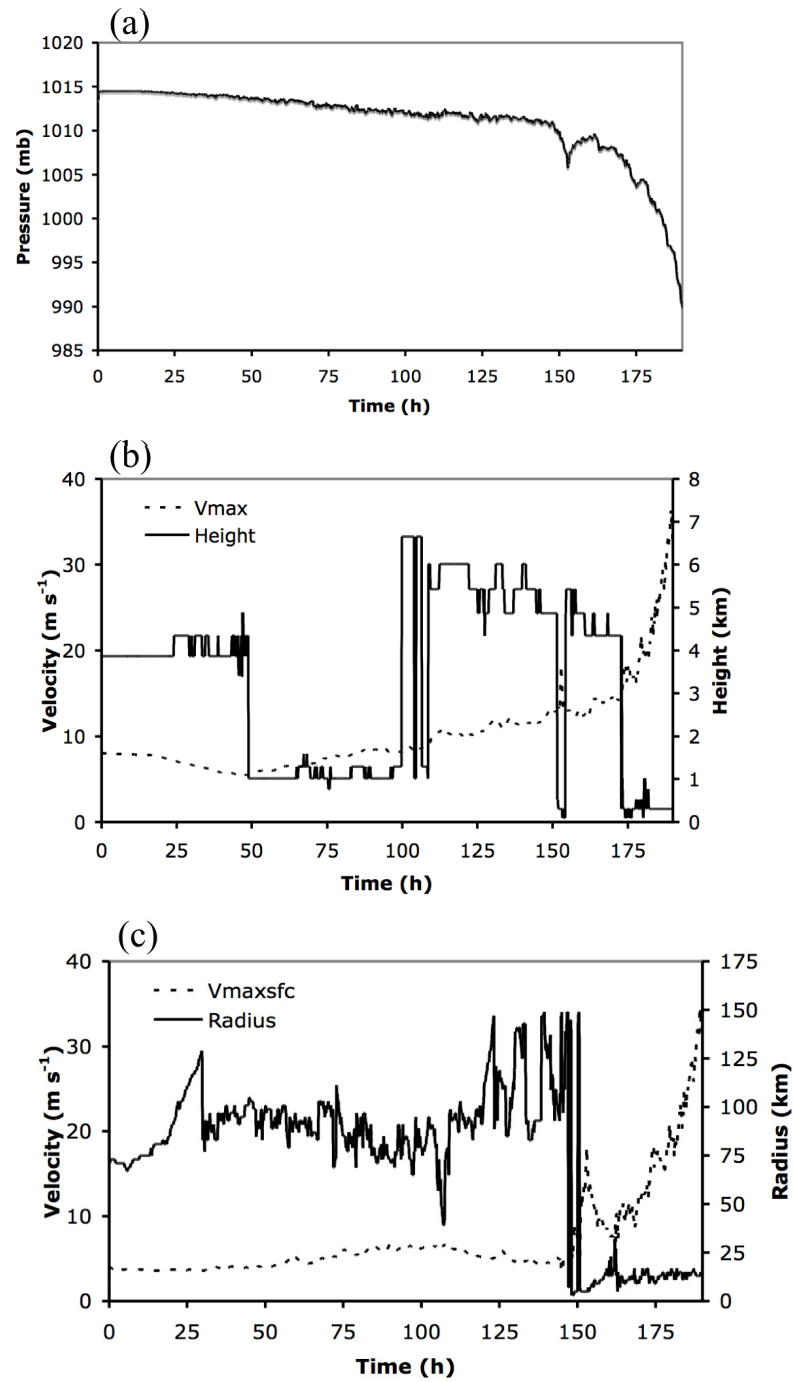 (a)
1020
1015
1010
1005
1000
995
990
985
Pressure (mb)
0 25 50 75 100 125 150 175
Time (h)
(b)
40
30
20
10
0
Velocity (m s⁻¹)
Vmax
Height
8
7
6
5
4
3
2
1
0
Height (km)
0 25 50 75 100 125 150 175
Time (h)
(c)
40
30
20
10
0
Velocity (m s⁻¹)
Vmaxsfc
Radius
175
150
125
100
75
50
25
0
Radius (km)
0 25 50 75 100 125 150 175
Time (h)